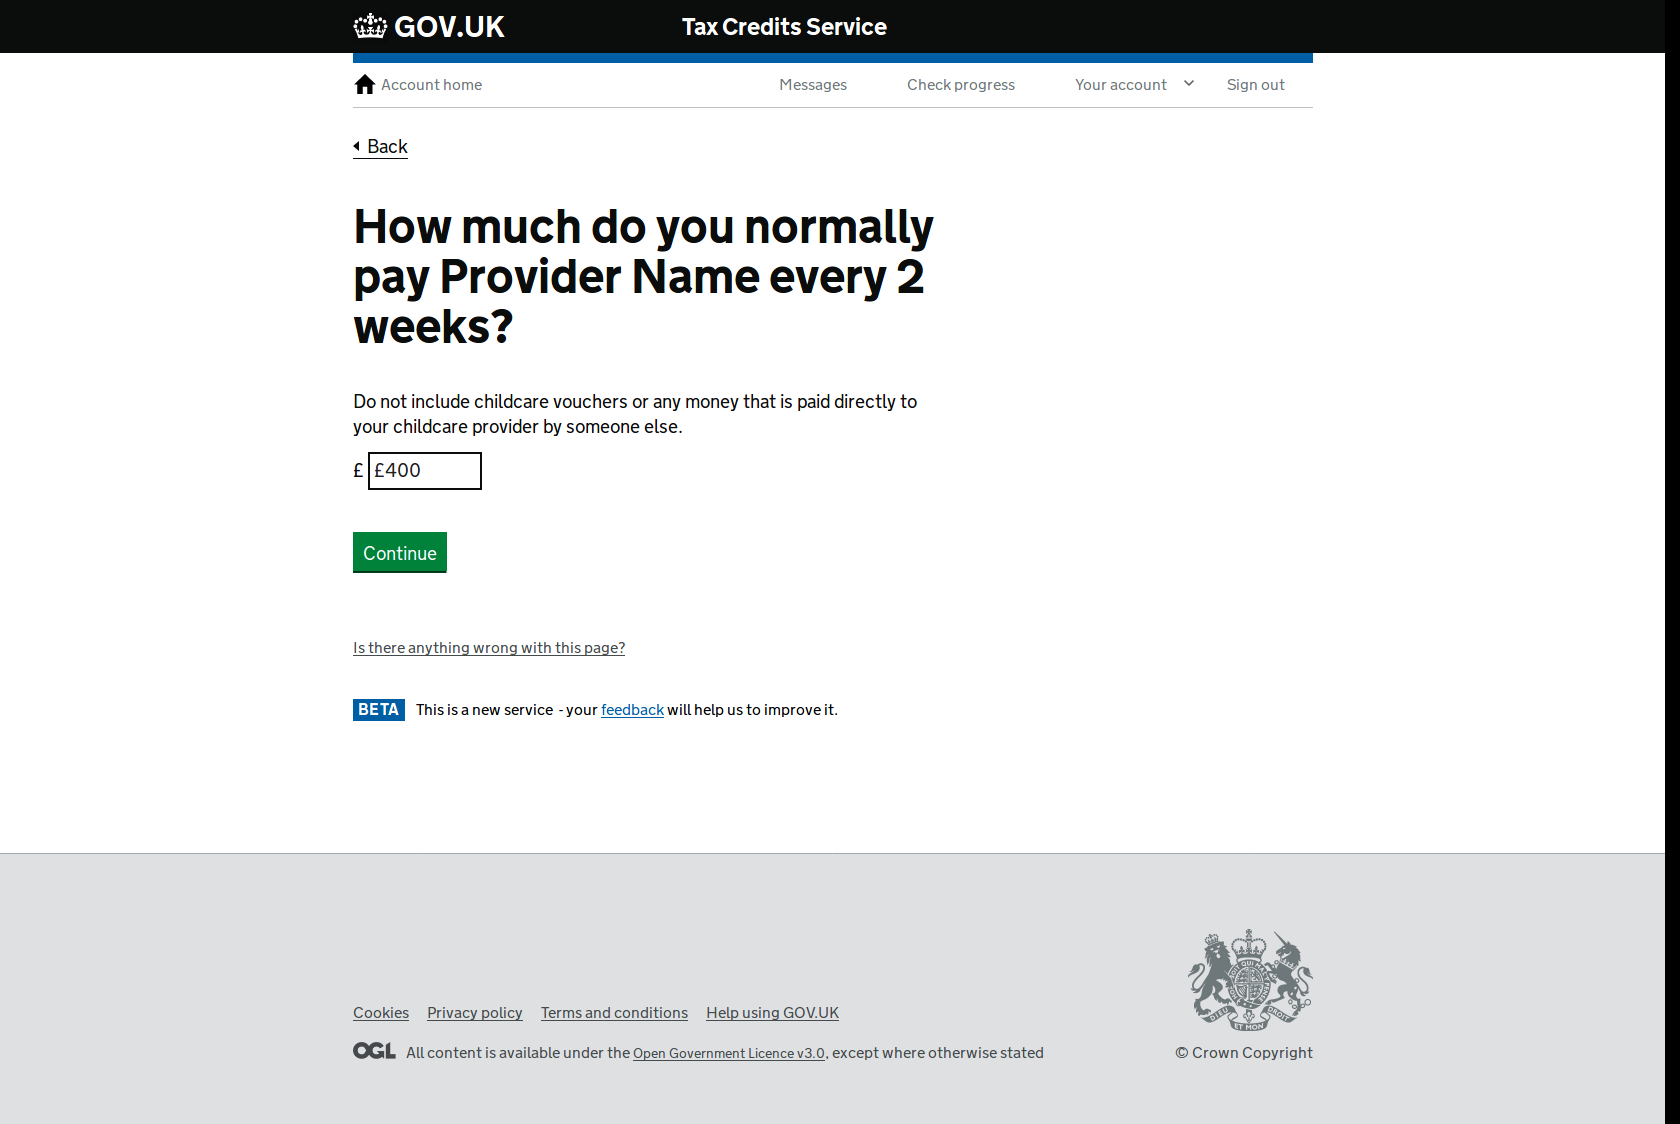 GOV.UK
Tax Credits Service
Account home
Messages
Check progress
Your account
Sign out
Back
How much do you normally
pay Provider Name every 2
weeks?
Do not include childcare vouchers or any money that is paid directly to
your childcare provider by someone else.
£ £400
Continue
Is there anything wrong with this page?
BETA This is a new service - your feedback will help us to improve it.
Cookies Privacy policy Terms and conditions Help using GOV.UK
OGL All content is available under the Open Government Licence v3.0, except where otherwise stated
© Crown Copyright